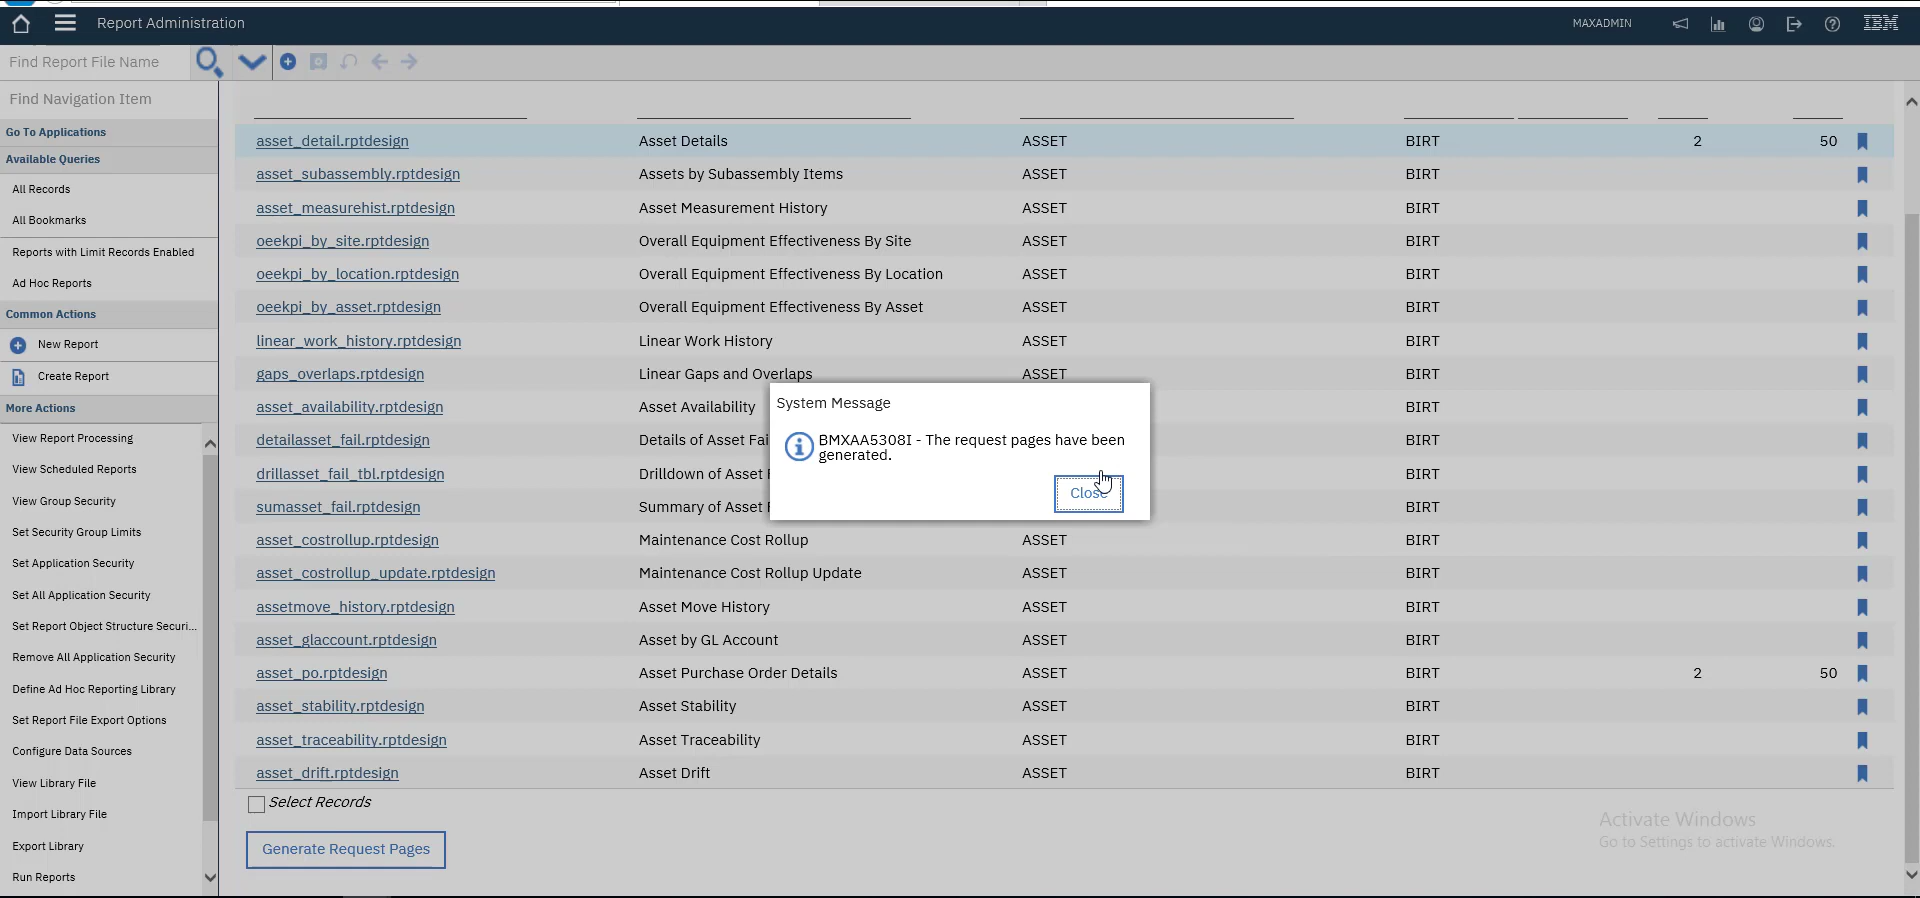 Report Administration
MAXADMIN
IBM
Find Report File Name
Find Navigation Item
Go To Applications
Available Queries
All Records
All Bookmarks
Reports with Limit Records Enabled
Ad Hoc Reports
Common Actions
New Report
Create Report
More Actions
View Report Processing
View Scheduled Reports
View Group Security
Set Security Group Limits
Set Application Security
Set All Application Security
Set Report Object Structure Securi...
Remove All Application Security
Define Ad Hoc Reporting Library
Set Report File Export Options
Configure Data Sources
View Library File
Import Library File
Export Library
Run Reports
asset_detail.rptdesign Asset Details ASSET BIRT 2 50
asset_subassembly.rptdesign Assets by Subassembly Items ASSET BIRT
asset_measurehist.rptdesign Asset Measurement History ASSET BIRT
oeekpi_by_site.rptdesign Overall Equipment Effectiveness By Site ASSET BIRT
oeekpi_by_location.rptdesign Overall Equipment Effectiveness By Location ASSET BIRT
oeekpi_by_asset.rptdesign Overall Equipment Effectiveness By Asset ASSET BIRT
linear_work_history.rptdesign Linear Work History ASSET BIRT
gaps_overlaps.rptdesign Linear Gaps and Overlaps ASSET BIRT
asset_availability.rptdesign Asset Availability BIRT
detailasset_fail.rptdesign Details of Asset Fai BIRT
drillasset_fail_tbl.rptdesign Drilldown of Asset F BIRT
sumasset_fail.rptdesign Summary of Asset F BIRT
asset_costrollup.rptdesign Maintenance Cost Rollup ASSET BIRT
asset_costrollup_update.rptdesign Maintenance Cost Rollup Update ASSET BIRT
assetmove_history.rptdesign Asset Move History ASSET BIRT
asset_glaccount.rptdesign Asset by GL Account ASSET BIRT
asset_po.rptdesign Asset Purchase Order Details ASSET BIRT 2 50
asset_stability.rptdesign Asset Stability ASSET BIRT
asset_traceability.rptdesign Asset Traceability ASSET BIRT
asset_drift.rptdesign Asset Drift ASSET BIRT
Select Records
Generate Request Pages
System Message
BMXAA5308I - The request pages have been
generated.
Close
Activate Windows
Go to Settings to activate Windows.